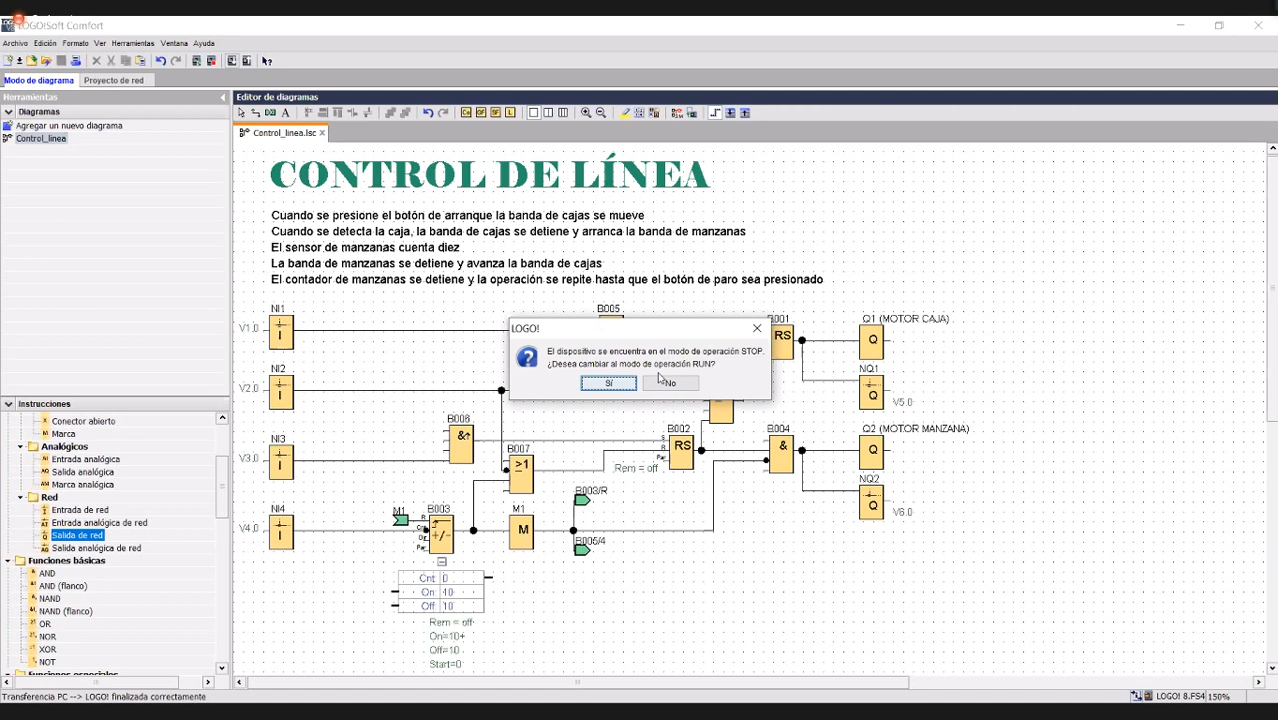 LOGO!Soft Comfort
Archivo Edición Formato Ver Herramientas Ventana Ayuda
Modo de diagrama Proyecto de red
Herramientas
Diagramas
Agregar un nuevo diagrama
Control_linea
Instrucciones
Conector abierto
Marca
Analógicos
Entrada analógica
Salida analógica
Marca analógica
Red
Entrada de red
Entrada analógica de red
Salida de red
Salida analógica de red
Funciones básicas
AND
AND (flanco)
NAND
NAND (flanco)
OR
NOR
XOR
NOT
Editor de diagramas
Control_linea.lsc
CONTROL DE LÍNEA
Cuando se presione el botón de arranque la banda de cajas se mueve
Cuando se detecta la caja, la banda de cajas se detiene y arranca la banda de manzanas
El sensor de manzanas cuenta diez
La banda de manzanas se detiene y avanza la banda de cajas
El contador de manzanas se detiene y la operación se repite hasta que el botón de paro sea presionado
NI1 B005 Q1 (MOTOR CAJA)
V1.0 I RS Q
LOGO!
El dispositivo se encuentra en el modo de operación STOP.
¿Desea cambiar al modo de operación RUN?
Sí No
NI2 NQ1
V2.0 I Q V5.0
NI3 B006 B007 B002 B004 Q2 (MOTOR MANZANA)
V3.0 I & ≥1 S R Par RS Rem = off & Q
NQ2
Q V6.0
NI4 M1 B003 M1 B003/R
V4.0 I R +/- Par M B005/4
Cnt 0
On 10
Off 10
Rem = off
On=10+
Off=10
Start=0
Transferencia PC --> LOGO! finalizada correctamente
LOGO! 8.FS4 150%